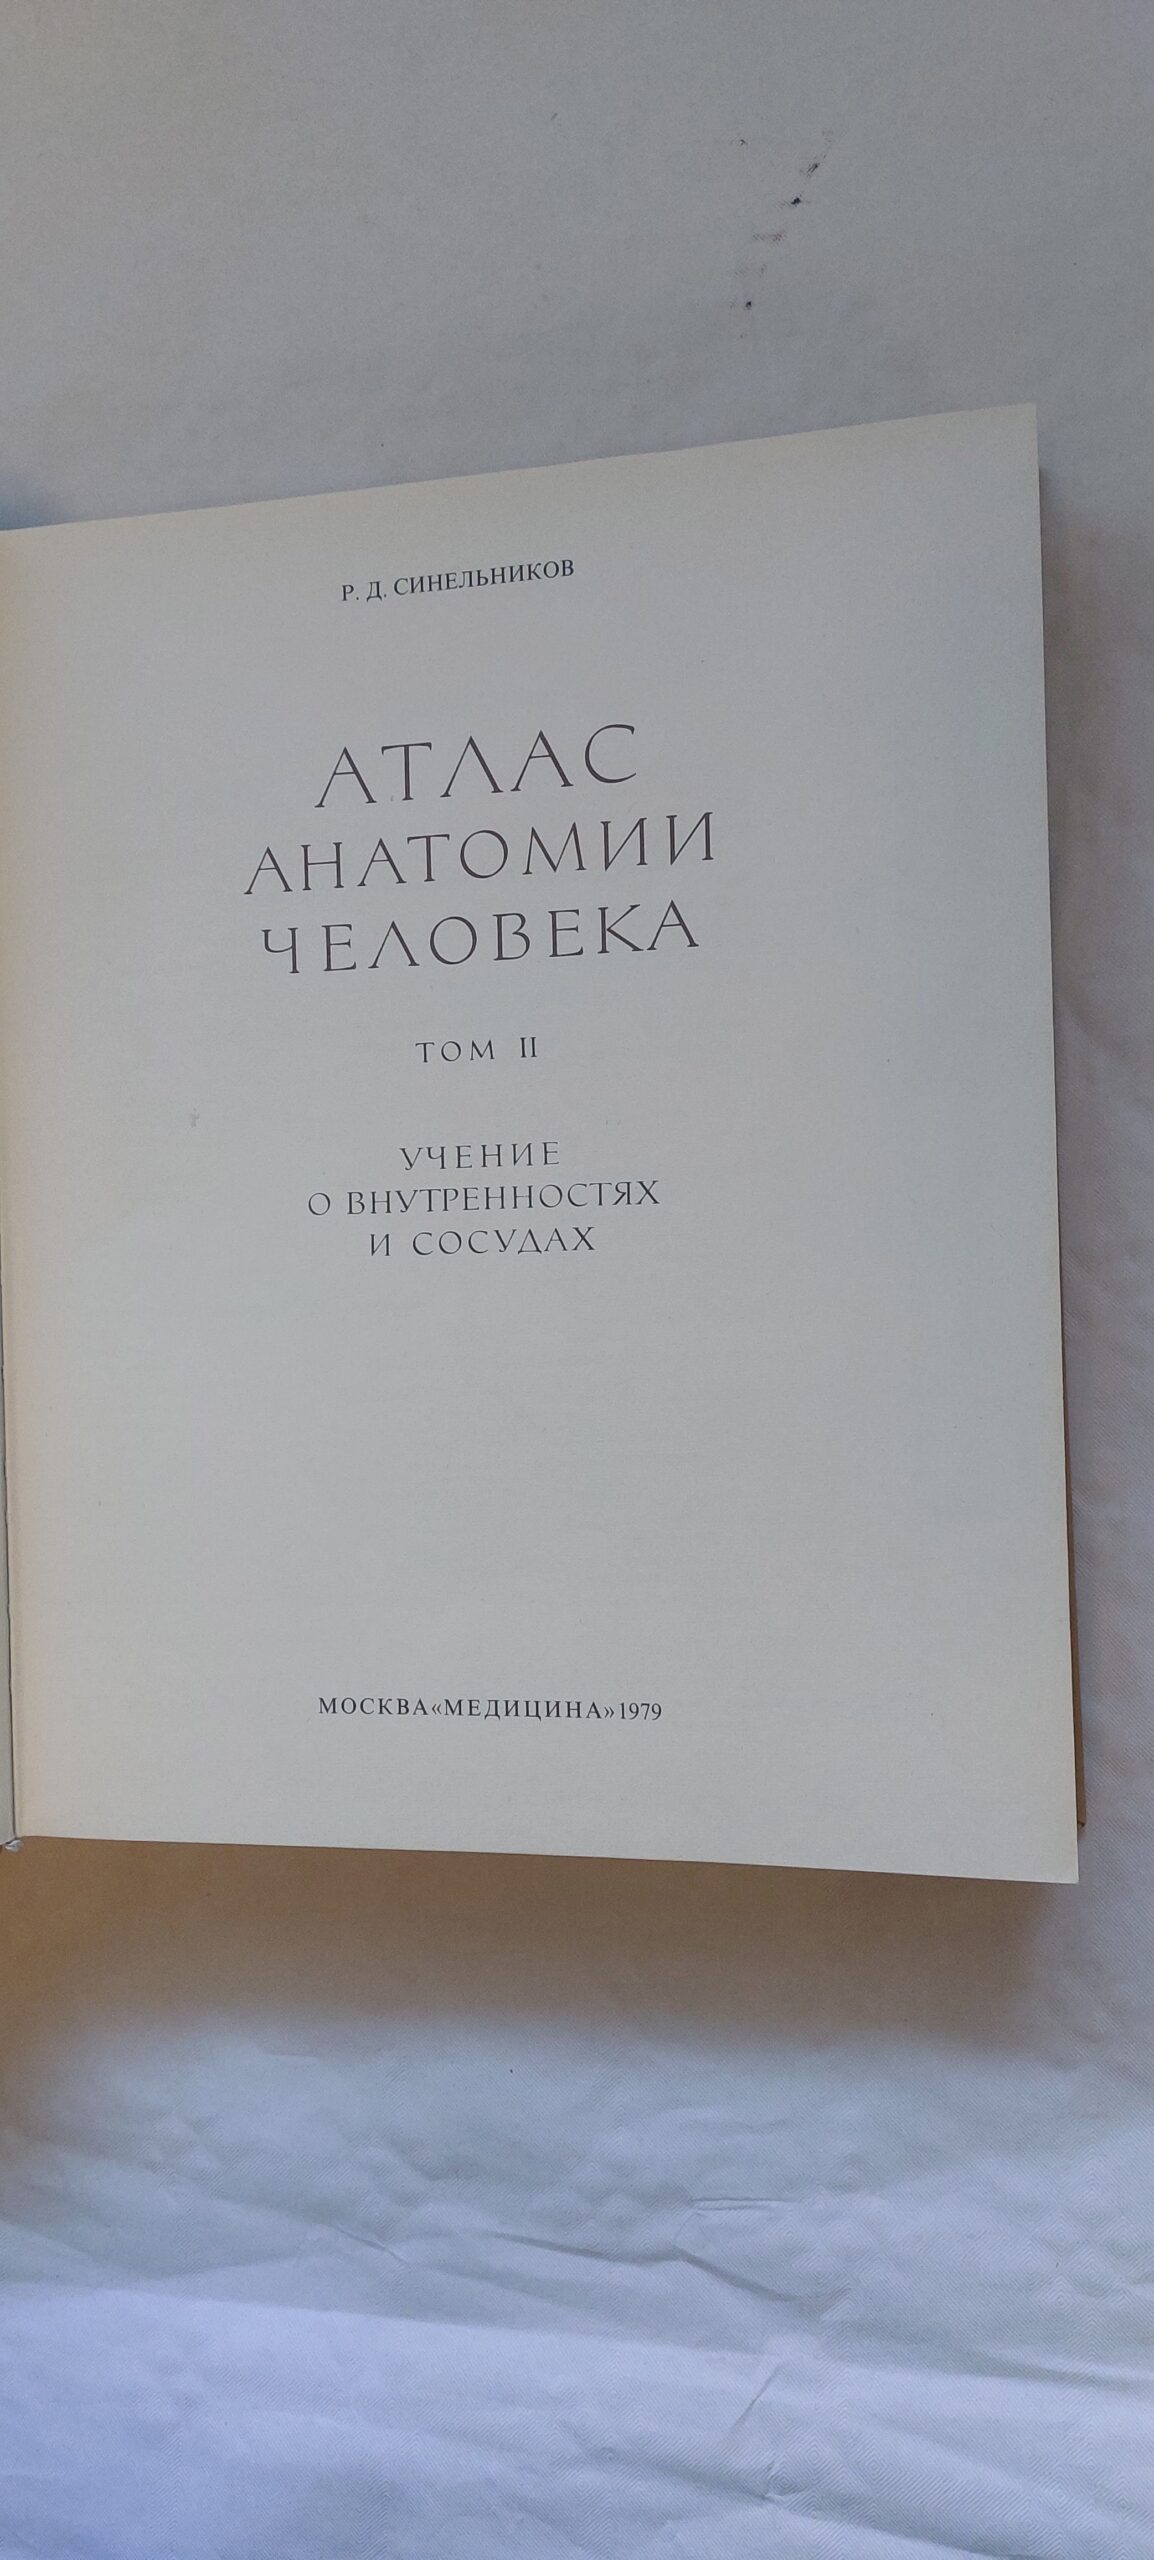 Р. Д. СИНЕЛЬНИКОВ
АТЛАС
АНАТОМИИ
ЧЕЛОВЕКА
ТОМ II
УЧЕНИЕ
О ВНУТРЕННОСТЯХ
И СОСУДАХ
МОСКВА «МЕДИЦИНА» 1979